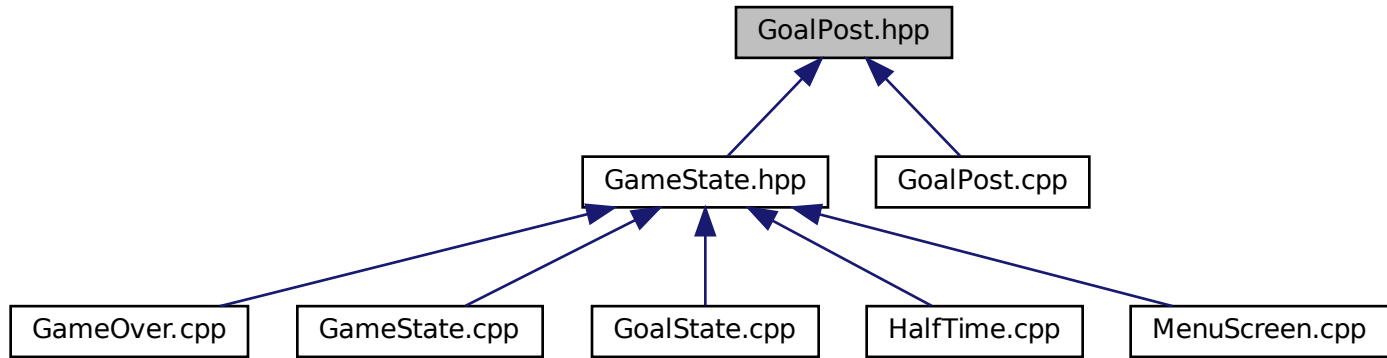 GoalPost.hpp
GameState.hpp
GoalPost.cpp
GameOver.cpp
GameState.cpp
GoalState.cpp
HalfTime.cpp
MenuScreen.cpp